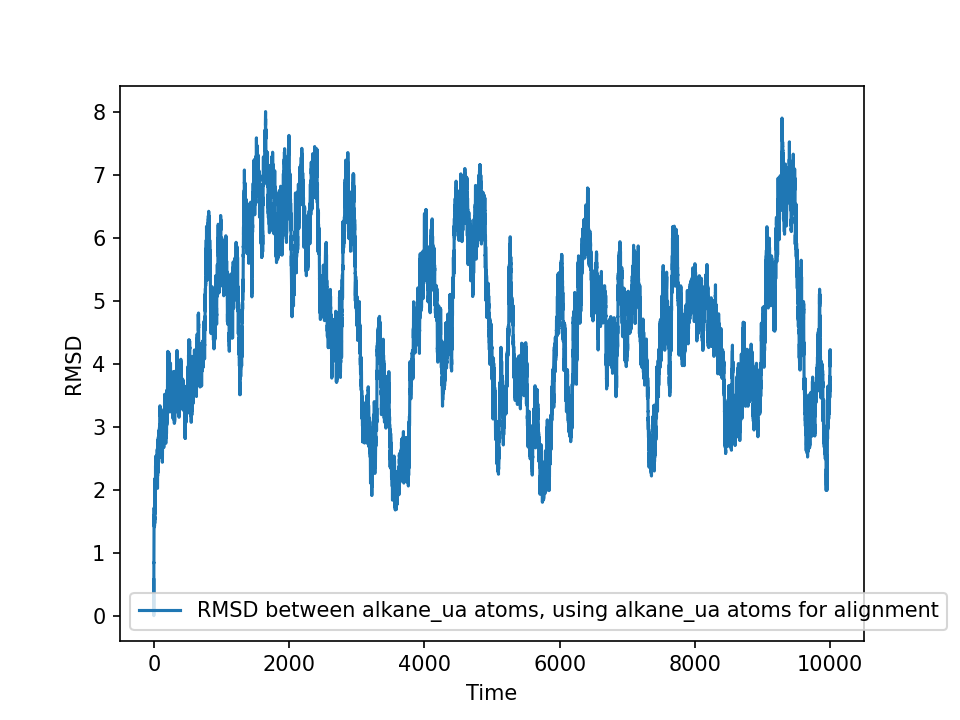 8
7
6
5
4
3
2
1
0
RMSD
RMSD between alkane_ua atoms, using alkane_ua atoms for alignment
0 2000 4000 6000 8000 10000
Time